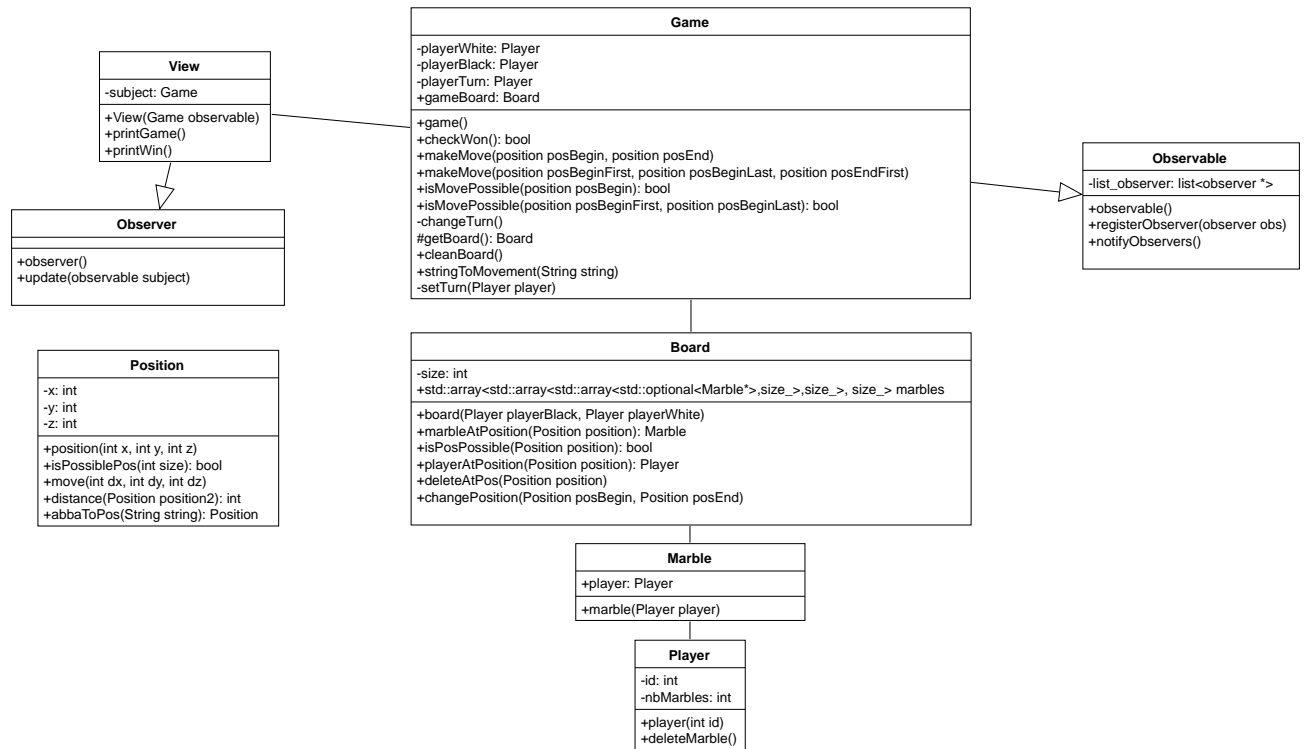 Game
-playerWhite: Player
-playerBlack: Player
-playerTurn: Player
+gameBoard: Board
+game()
+checkWon(): bool
+makeMove(position posBegin, position posEnd)
+makeMove(position posBeginFirst, position posBeginLast, position posEndFirst)
+isMovePossible(position posBegin): bool
+isMovePossible(position posBeginFirst, position posBeginLast): bool
-changeTurn()
#getBoard(): Board
+cleanBoard()
+stringToMovement(String string)
-setTurn(Player player)
View
-subject: Game
+View(Game observable)
+printGame()
+printWin()
Observable
-list_observer: list<observer *>
+observable()
+registerObserver(observer obs)
+notifyObservers()
Observer
+observer()
+update(observable subject)
Position
-x: int
-y: int
-z: int
+position(int x, int y, int z)
+isPossiblePos(int size): bool
+move(int dx, int dy, int dz)
+distance(Position position2): int
+abbaToPos(String string): Position
Board
-size: int
+std::array<std::array<std::array<std::optional<Marble*>,size_>,size_>, size_> marbles
+board(Player playerBlack, Player playerWhite)
+marbleAtPosition(Position position): Marble
+isPosPossible(Position position): bool
+playerAtPosition(Position position): Player
+deleteAtPos(Position position)
+changePosition(Position posBegin, Position posEnd)
Marble
+player: Player
+marble(Player player)
Player
-id: int
-nbMarbles: int
+player(int id)
+deleteMarble()